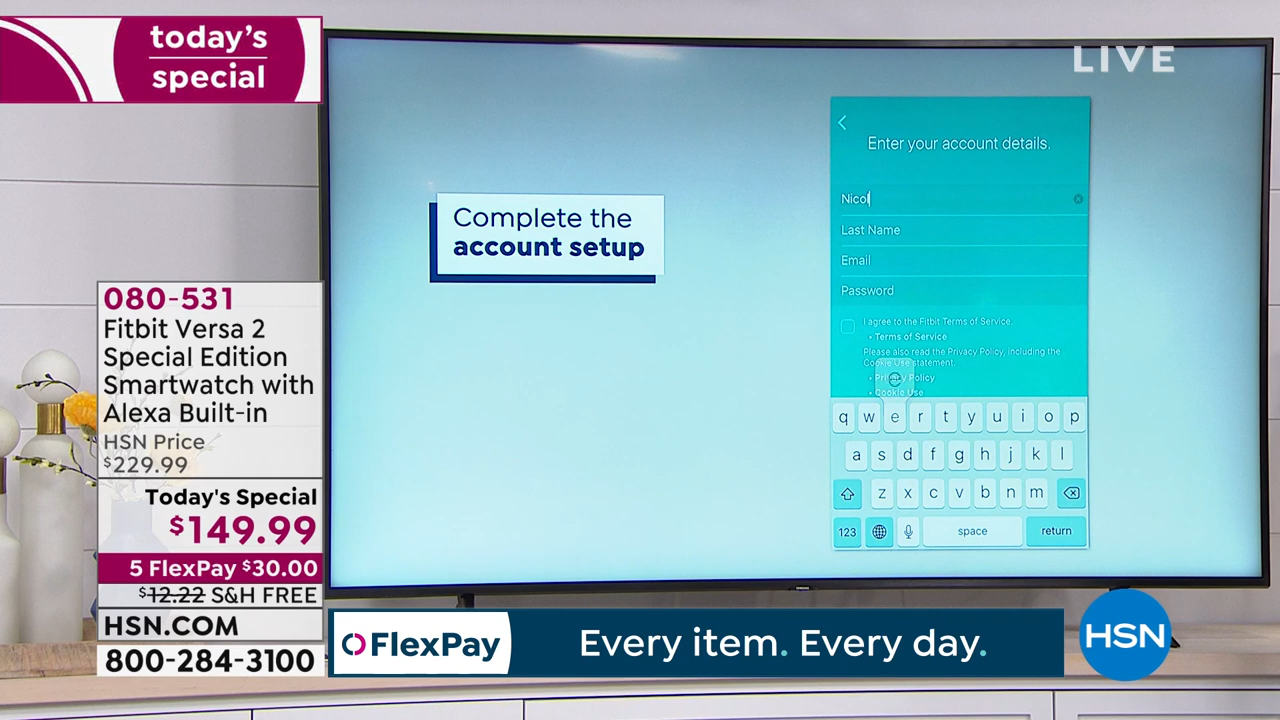 today's
special
LIVE
Enter your account details.
Nicol
Last Name
Email
Password
I agree to the Fitbit Terms of Service.
• Terms of Service
Please also read the Privacy Policy, including the
Cookie Use statement.
• Privacy Policy
• Cookie Use
q w e r t y u i o p
a s d f g h j k l
z x c v b n m
123 space return
Complete the
account setup
080-531
Fitbit Versa 2
Special Edition
Smartwatch with
Alexa Built-in
HSN Price
$229.99
Today's Special
$149.99
5 FlexPay $30.00
$12.22 S&H FREE
HSN.COM
800-284-3100
FlexPay
Every item. Every day.
HSN
SAMSUNG